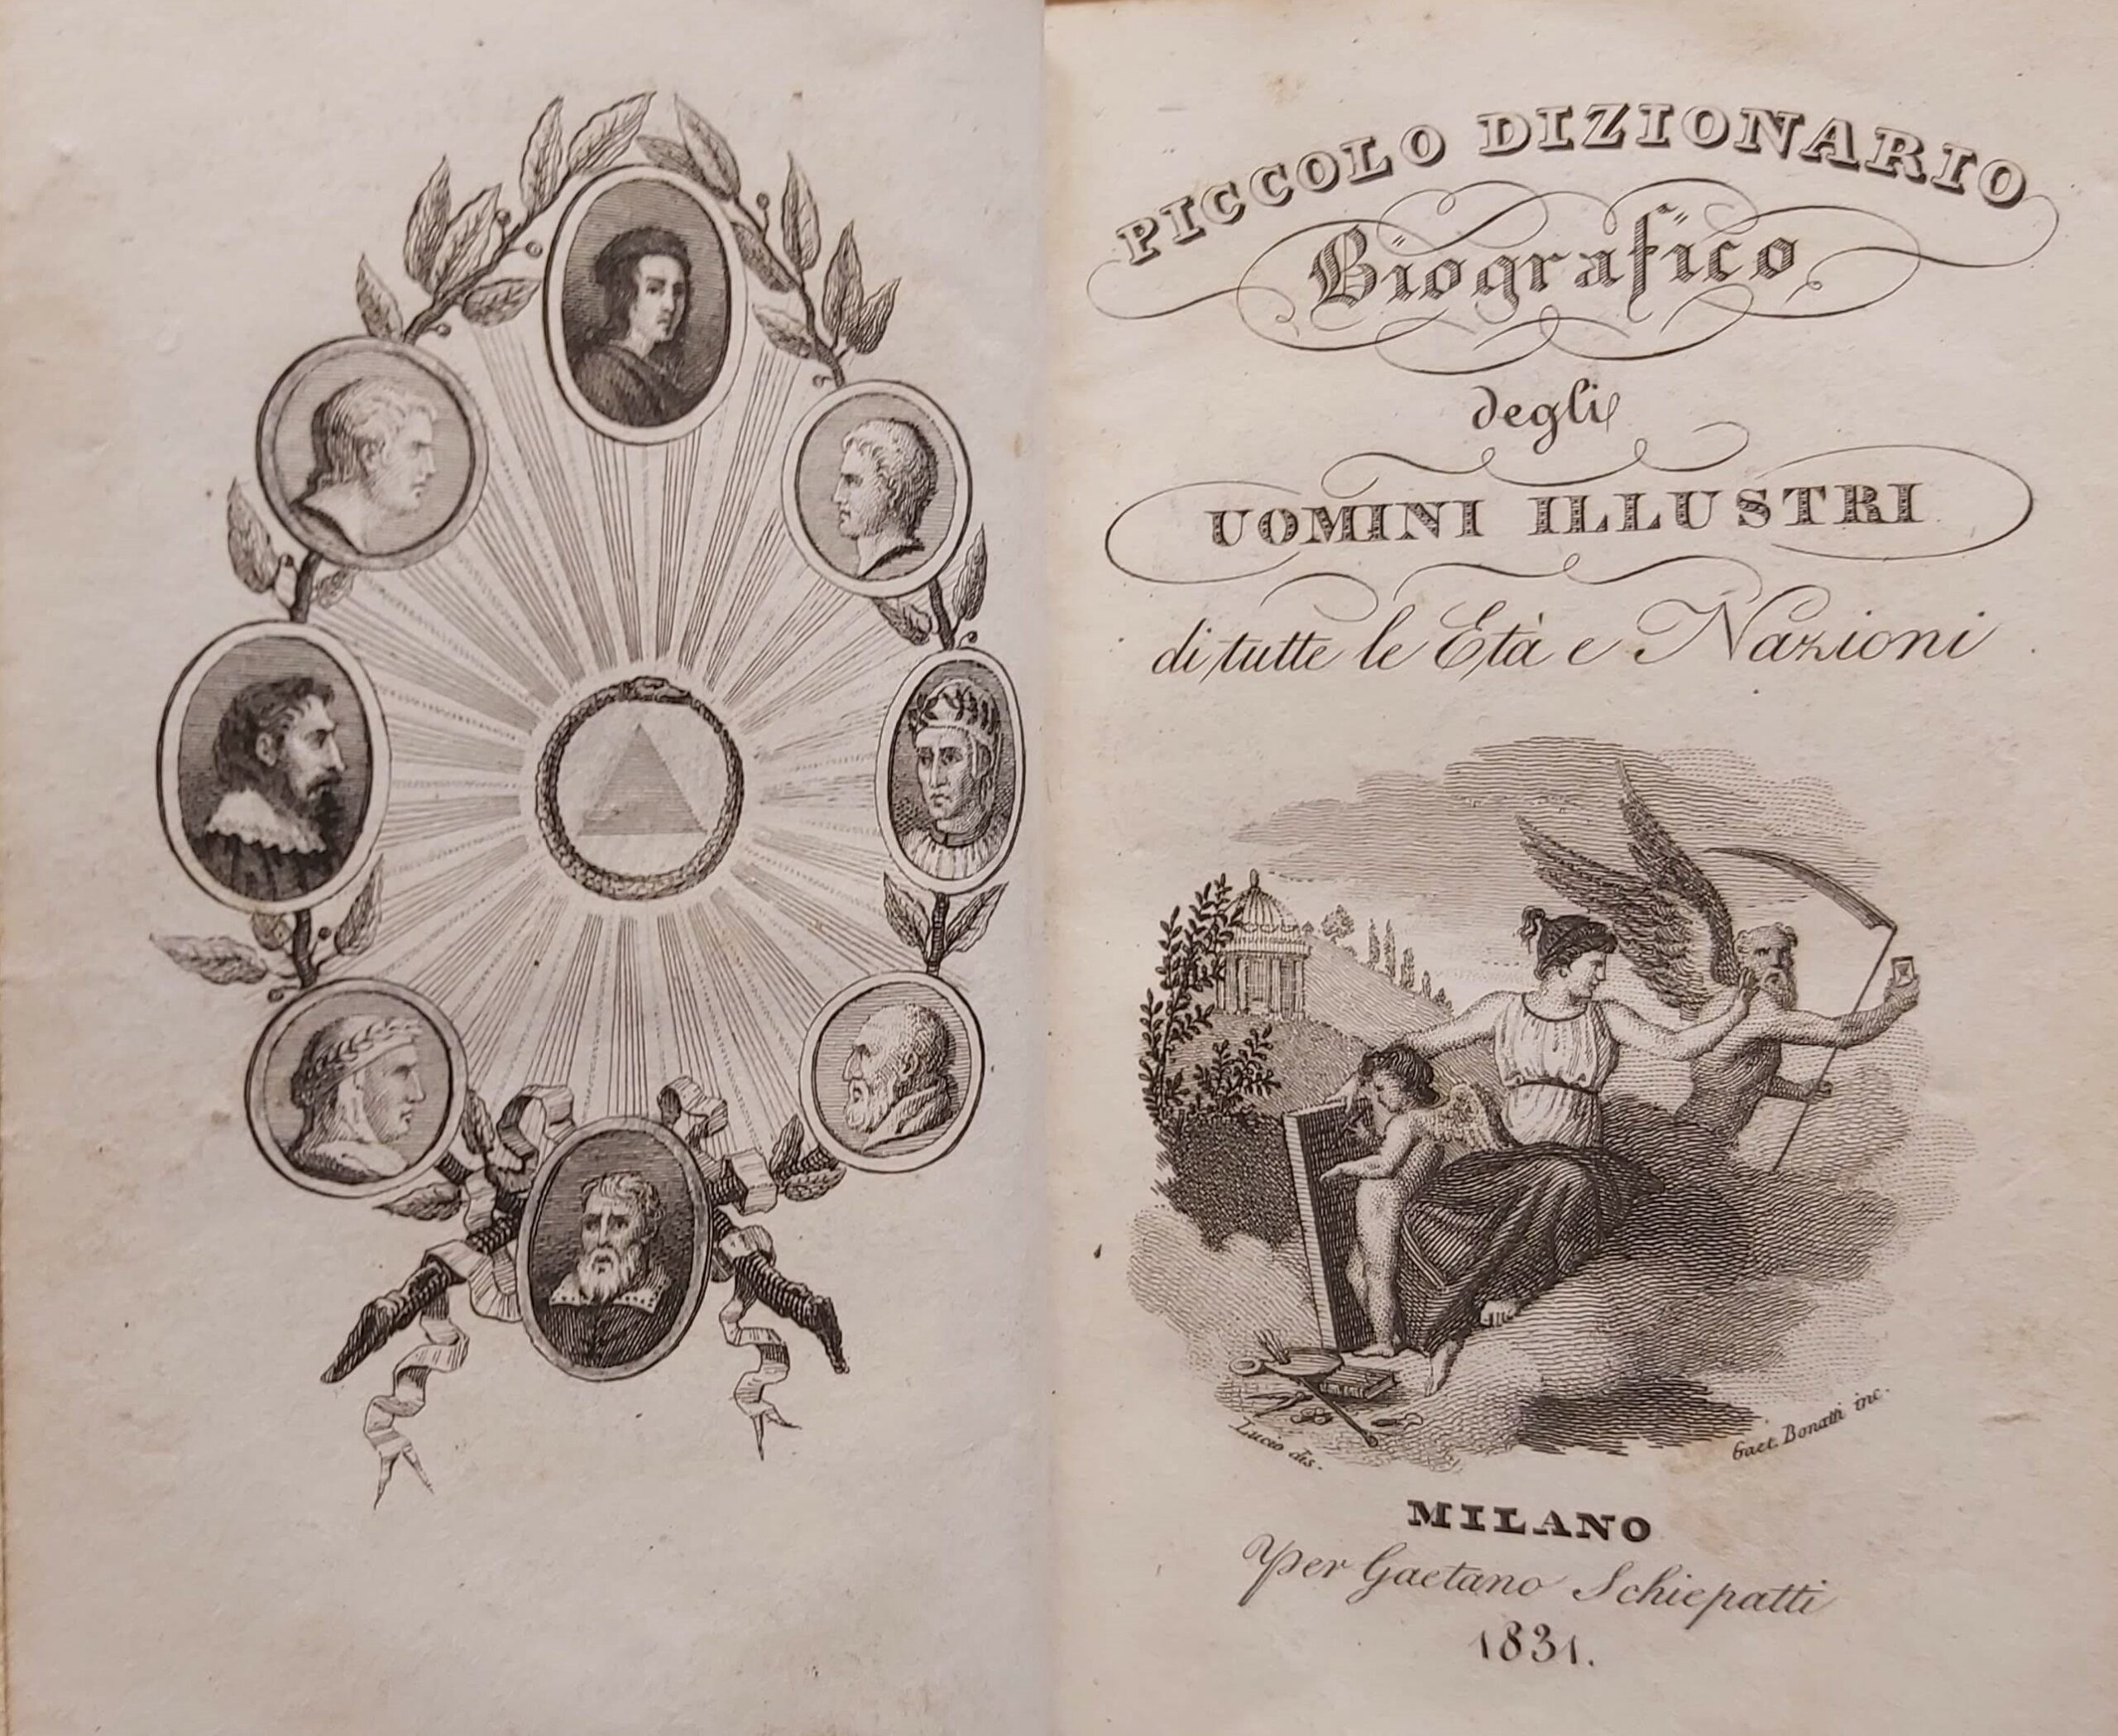 PICCOLO DIZIONARIO
Biografico
degli
UOMINI ILLUSTRI
di tutte le Età e Nazioni
Lucio dis.
Gaet. Bonatti inc.
MILANO
Per Gaetano Schiepatti
1831.